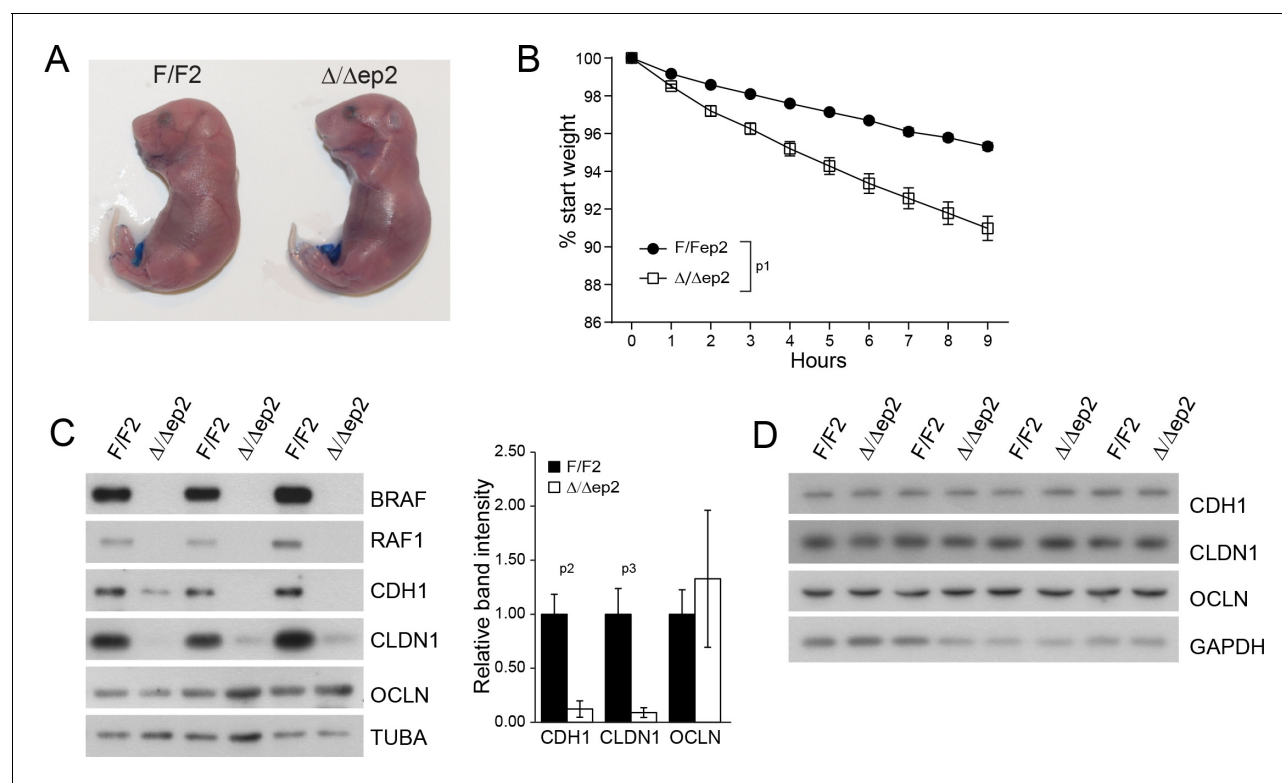 A
F/F2 Δ/Δep2
B
100
98
96
94
92
90
88
86
% start weight
F/Fep2
Δ/Δep2
p1
0 1 2 3 4 5 6 7 8 9
Hours
C
F/F2 Δ/Δep2 F/F2 Δ/Δep2 F/F2 Δ/Δep2
BRAF
RAF1
CDH1
CLDN1
OCLN
TUBA
2.50
2.00
1.50
1.00
0.50
0.00
Relative band intensity
F/F2
Δ/Δep2
p2 p3
CDH1 CLDN1 OCLN
D
F/F2 Δ/Δep2 F/F2 Δ/Δep2 F/F2 Δ/Δep2 F/F2 Δ/Δep2
CDH1
CLDN1
OCLN
GAPDH